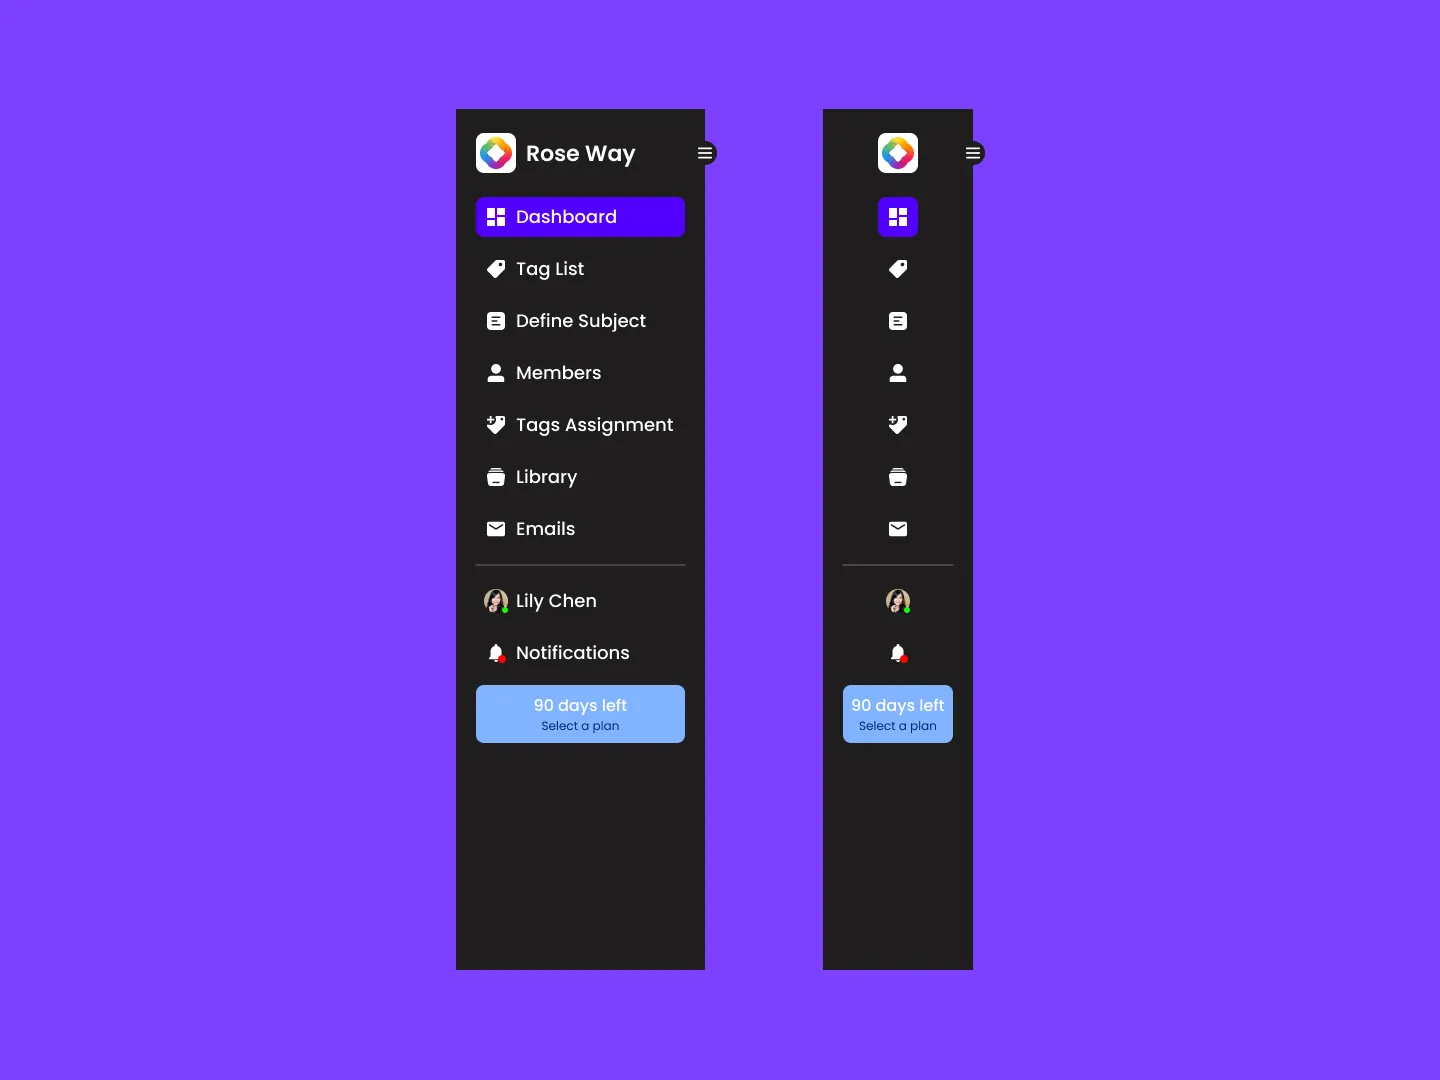 Rose Way
Dashboard
Tag List
Define Subject
Members
Tags Assignment
Library
Emails
Lily Chen
Notifications
90 days left
Select a plan
90 days left
Select a plan